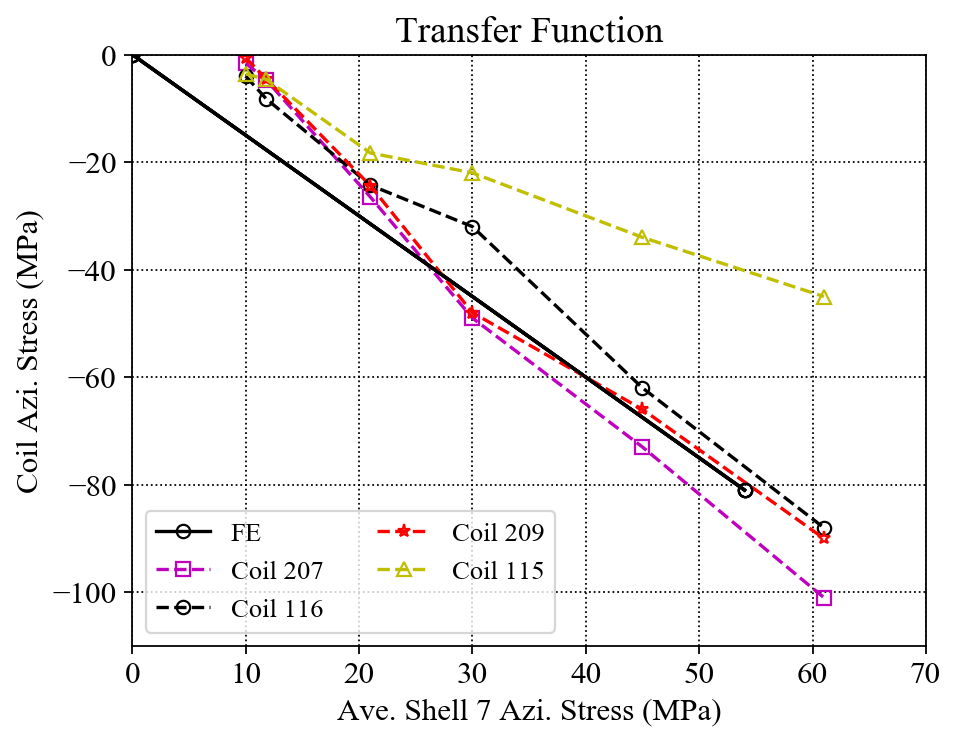 Transfer Function
0
−20
−40
−60
−80
−100
Coil Azi. Stress (MPa)
FE
Coil 207
Coil 116
Coil 209
Coil 115
0 10 20 30 40 50 60 70
Ave. Shell 7 Azi. Stress (MPa)